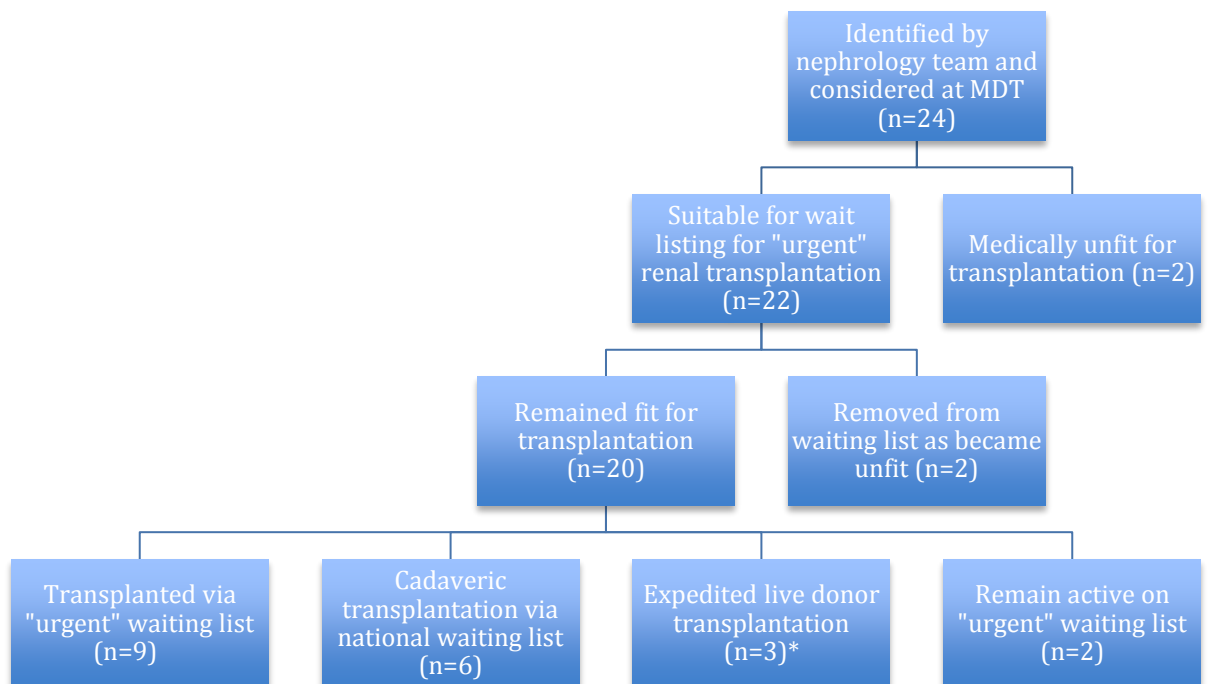 Identified by
nephrology team and
considered at MDT
(n=24)
Suitable for wait
listing for "urgent"
renal transplantation
(n=22)
Medically unfit for
transplantation (n=2)
Remained fit for
transplantation
(n=20)
Removed from
waiting list as became
unfit (n=2)
Transplanted via
"urgent" waiting list
(n=9)
Cadaveric
transplantation via
national waiting list
(n=6)
Expedited live donor
transplantation
(n=3)*
Remain active on
"urgent" waiting list
(n=2)